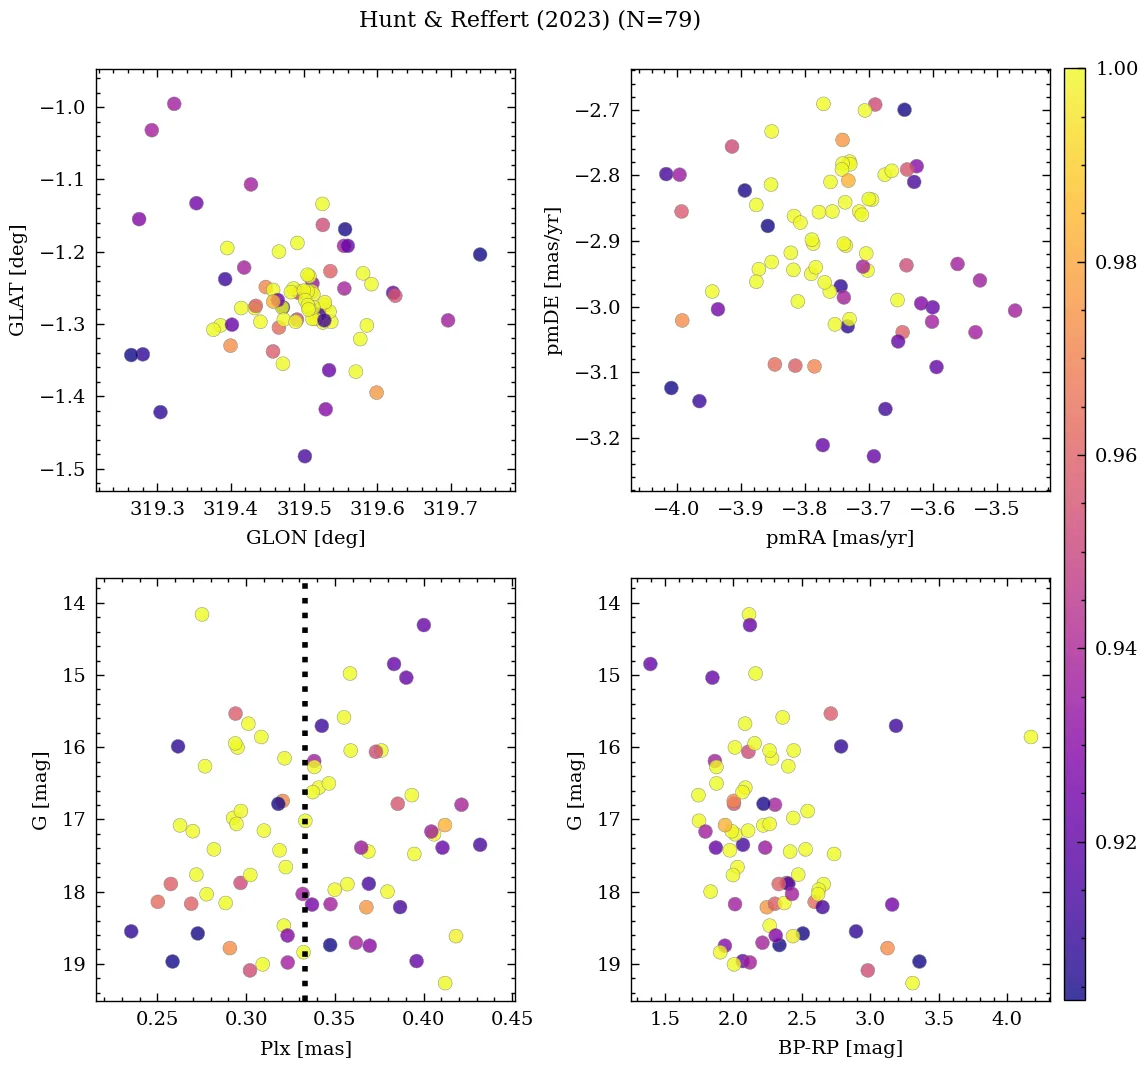 Hunt & Reffert (2023) (N=79)
−1.0
−1.1
−1.2
−1.3
−1.4
−1.5
GLAT [deg]
319.3 319.4 319.5 319.6 319.7
GLON [deg]
−2.7
−2.8
−2.9
−3.0
−3.1
−3.2
pmDE [mas/yr]
−4.0 −3.9 −3.8 −3.7 −3.6 −3.5
pmRA [mas/yr]
1.00
0.98
0.96
0.94
0.92
14
15
16
17
18
19
G [mag]
0.25 0.30 0.35 0.40 0.45
Plx [mas]
14
15
16
17
18
19
G [mag]
1.5 2.0 2.5 3.0 3.5 4.0
BP-RP [mag]